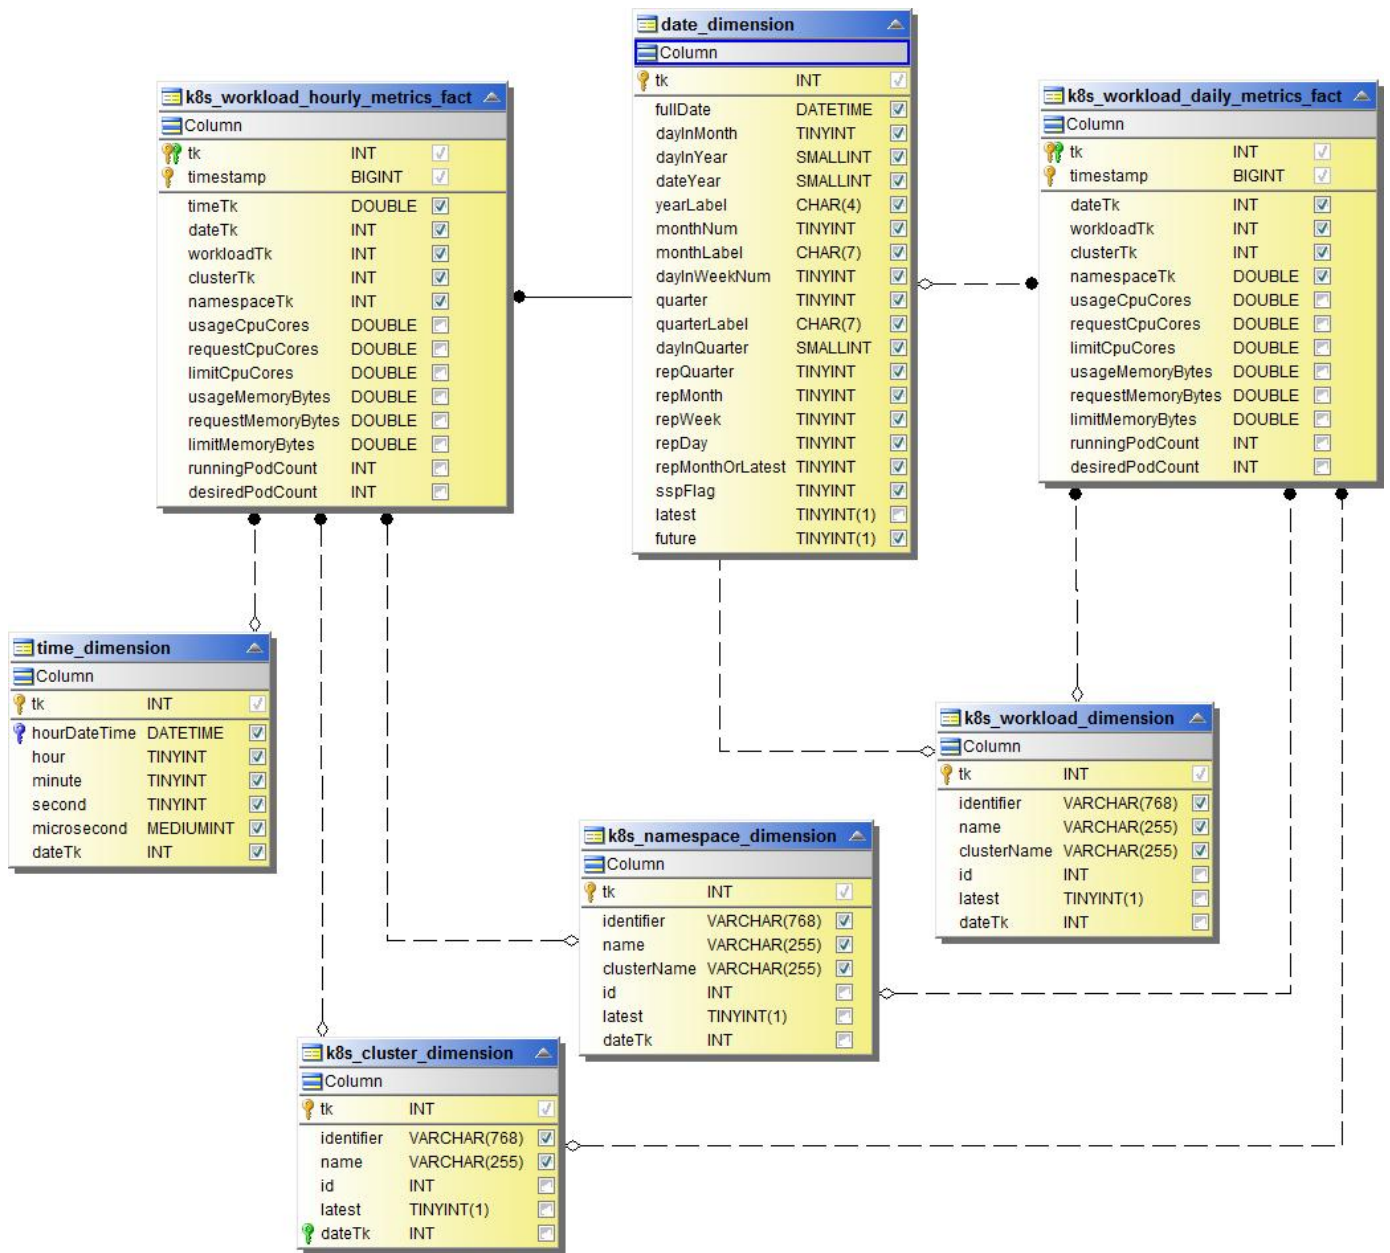 date_dimension
Column
tk INT
fullDate DATETIME
dayInMonth TINYINT
dayInYear SMALLINT
dateYear SMALLINT
yearLabel CHAR(4)
monthNum TINYINT
monthLabel CHAR(7)
dayInWeekNum TINYINT
quarter TINYINT
quarterLabel CHAR(7)
dayInQuarter SMALLINT
repQuarter TINYINT
repMonth TINYINT
repWeek TINYINT
repDay TINYINT
repMonthOrLatest TINYINT
sspFlag TINYINT
latest TINYINT(1)
future TINYINT(1)
k8s_workload_hourly_metrics_fact
Column
tk INT
timestamp BIGINT
timeTk DOUBLE
dateTk INT
workloadTk INT
clusterTk INT
namespaceTk INT
usageCpuCores DOUBLE
requestCpuCores DOUBLE
limitCpuCores DOUBLE
usageMemoryBytes DOUBLE
requestMemoryBytes DOUBLE
limitMemoryBytes DOUBLE
runningPodCount INT
desiredPodCount INT
k8s_workload_daily_metrics_fact
Column
tk INT
timestamp BIGINT
dateTk INT
workloadTk INT
clusterTk INT
namespaceTk DOUBLE
usageCpuCores DOUBLE
requestCpuCores DOUBLE
limitCpuCores DOUBLE
usageMemoryBytes DOUBLE
requestMemoryBytes DOUBLE
limitMemoryBytes DOUBLE
runningPodCount INT
desiredPodCount INT
time_dimension
Column
tk INT
hourDateTime DATETIME
hour TINYINT
minute TINYINT
second TINYINT
microsecond MEDIUMINT
dateTk INT
k8s_workload_dimension
Column
tk INT
identifier VARCHAR(768)
name VARCHAR(255)
clusterName VARCHAR(255)
id INT
latest TINYINT(1)
dateTk INT
k8s_namespace_dimension
Column
tk INT
identifier VARCHAR(768)
name VARCHAR(255)
clusterName VARCHAR(255)
id INT
latest TINYINT(1)
dateTk INT
k8s_cluster_dimension
Column
tk INT
identifier VARCHAR(768)
name VARCHAR(255)
id INT
latest TINYINT(1)
dateTk INT